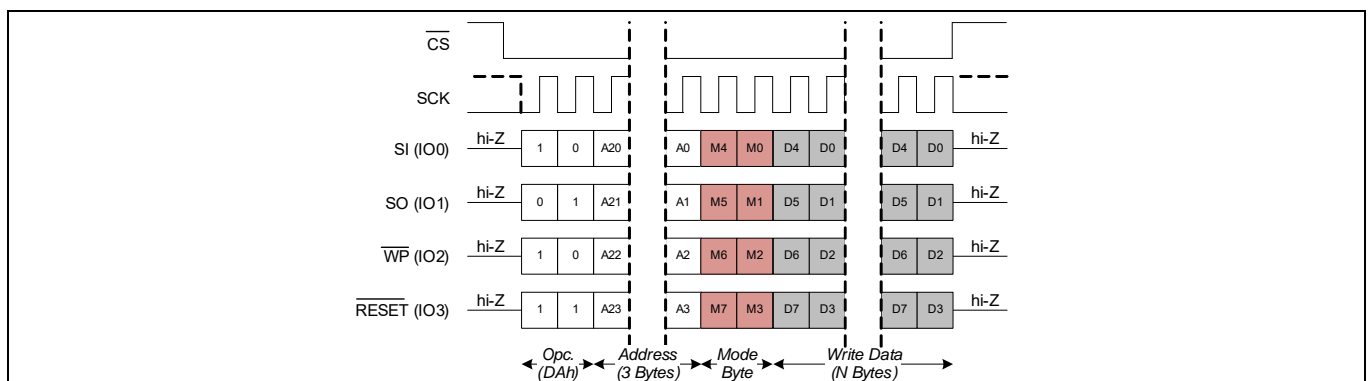 CS
SCK
SI (IO0) hi-Z 1 0 A20 A0 M4 M0 D4 D0 D4 D0 hi-Z
SO (IO1) hi-Z 0 1 A21 A1 M5 M1 D5 D1 D5 D1 hi-Z
WP (IO2) hi-Z 1 0 A22 A2 M6 M2 D6 D2 D6 D2 hi-Z
RESET (IO3) hi-Z 1 1 A23 A3 M7 M3 D7 D3 D7 D3 hi-Z
Opc. Address Mode Write Data
(DAh) (3 Bytes) Byte (N Bytes)